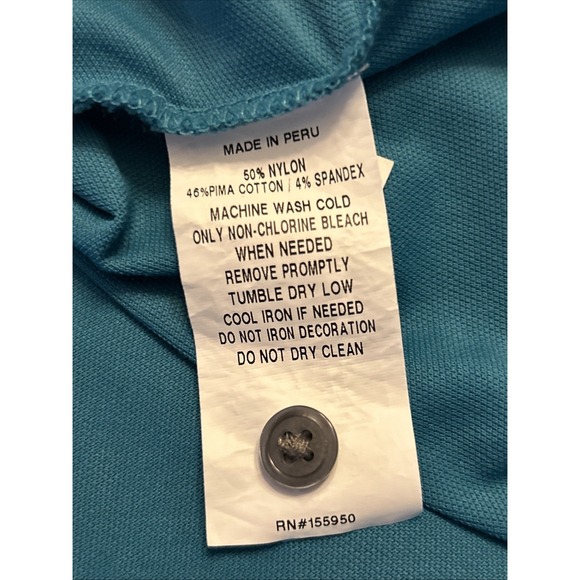 MADE IN PERU
50% NYLON
46%PIMA COTTON / 4% SPANDEX
MACHINE WASH COLD
ONLY NON-CHLORINE BLEACH
WHEN NEEDED
REMOVE PROMPTLY
TUMBLE DRY LOW
COOL IRON IF NEEDED
DO NOT IRON DECORATION
DO NOT DRY CLEAN
RN#155950